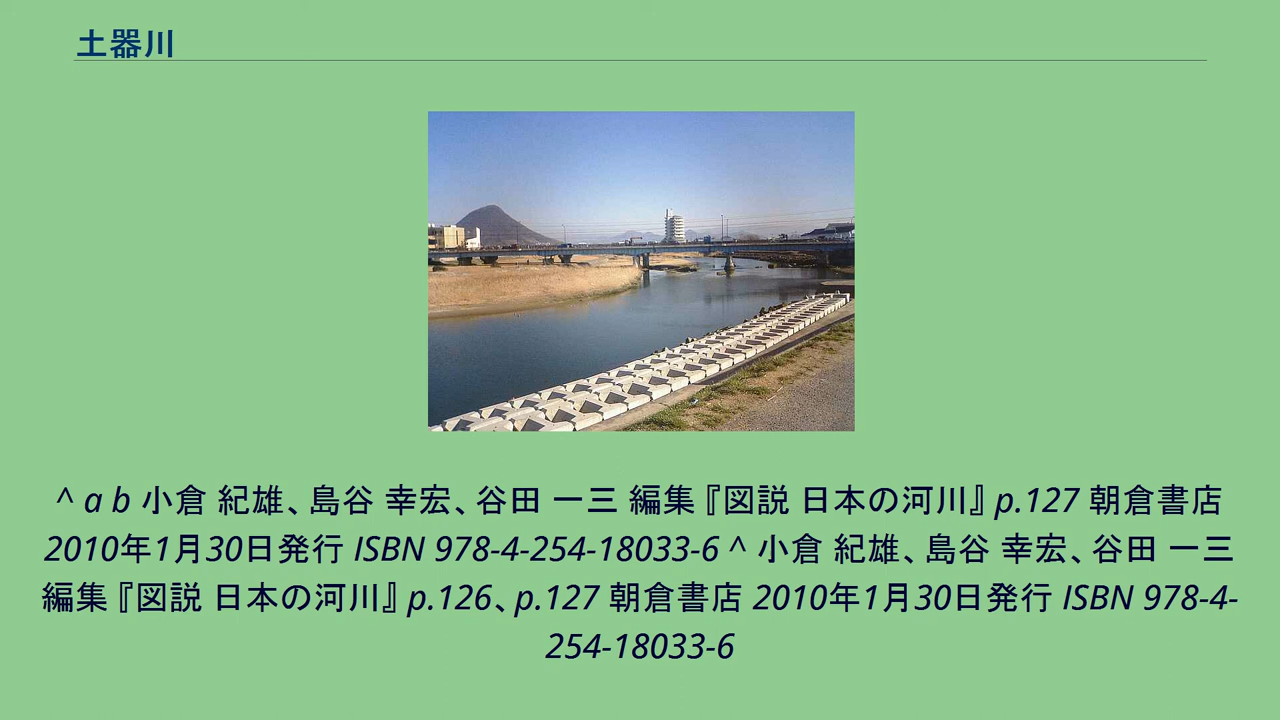 土器川
^ a b 小倉 紀雄、島谷 幸宏、谷田 一三 編集『図説 日本の河川』p.127 朝倉書店
2010年1月30日発行 ISBN 978-4-254-18033-6 ^ 小倉 紀雄、島谷 幸宏、谷田 一三
編集『図説 日本の河川』p.126、p.127 朝倉書店 2010年1月30日発行 ISBN 978-4-
254-18033-6